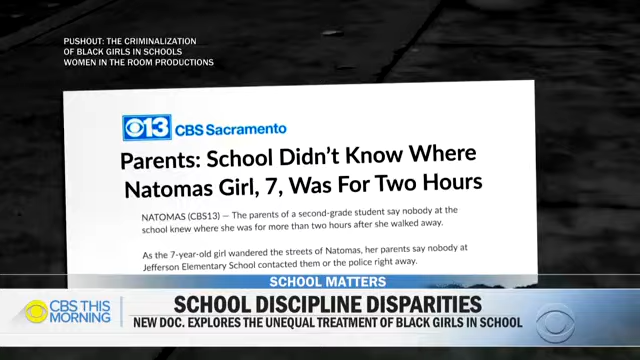 PUSHOUT: THE CRIMINALIZATION
OF BLACK GIRLS IN SCHOOLS
WOMEN IN THE ROOM PRODUCTIONS
13 CBS Sacramento
Parents: School Didn't Know Where
Natomas Girl, 7, Was For Two Hours
NATOMAS (CBS13) — The parents of a second-grade student say nobody at the
school knew where she was for more than two hours after she walked away.
As the 7-year-old girl wandered the streets of Natomas, her parents say nobody at
Jefferson Elementary School contacted them or the police right away.
SCHOOL MATTERS
CBS THIS
MORNING
SCHOOL DISCIPLINE DISPARITIES
NEW DOC. EXPLORES THE UNEQUAL TREATMENT OF BLACK GIRLS IN SCHOOL